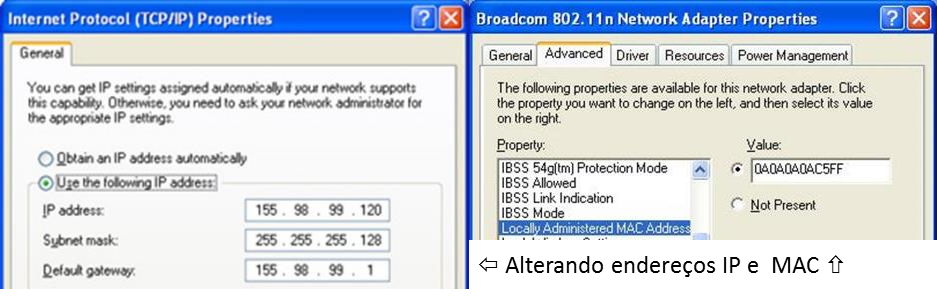 Internet Protocol (TCP/IP) Properties
General
You can get IP settings assigned automatically if your network supports
this capability. Otherwise, you need to ask your network administrator for
the appropriate IP settings.
Obtain an IP address automatically
Use the following IP address:
IP address: 155 . 98 . 99 . 120
Subnet mask: 255 . 255 . 255 . 128
Default gateway: 155 . 98 . 99 . 1
Broadcom 802.11n Network Adapter Properties
General Advanced Driver Resources Power Management
The following properties are available for this network adapter. Click
the property you want to change on the left, and then select its value
on the right.
Property: Value:
IBSS 54g(tm) Protection Mode 0A0A0A0AC5FF
IBSS Allowed
IBSS Link Indication Not Present
IBSS Mode
Locally Administered MAC Address
⇦ Alterando endereços IP e MAC ⇧